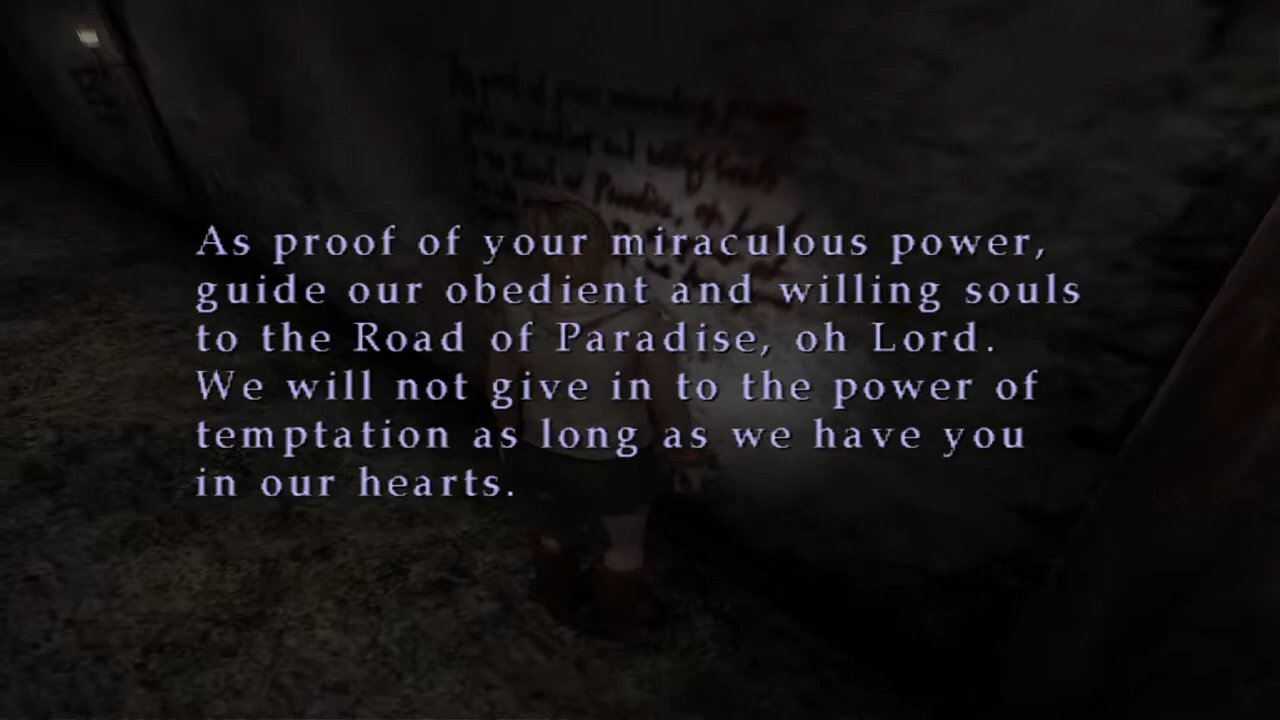 As proof of your miraculous power,
guide our obedient and willing souls
to the Road of Paradise, oh Lord.
We will not give in to the power of
temptation as long as we have you
in our hearts.